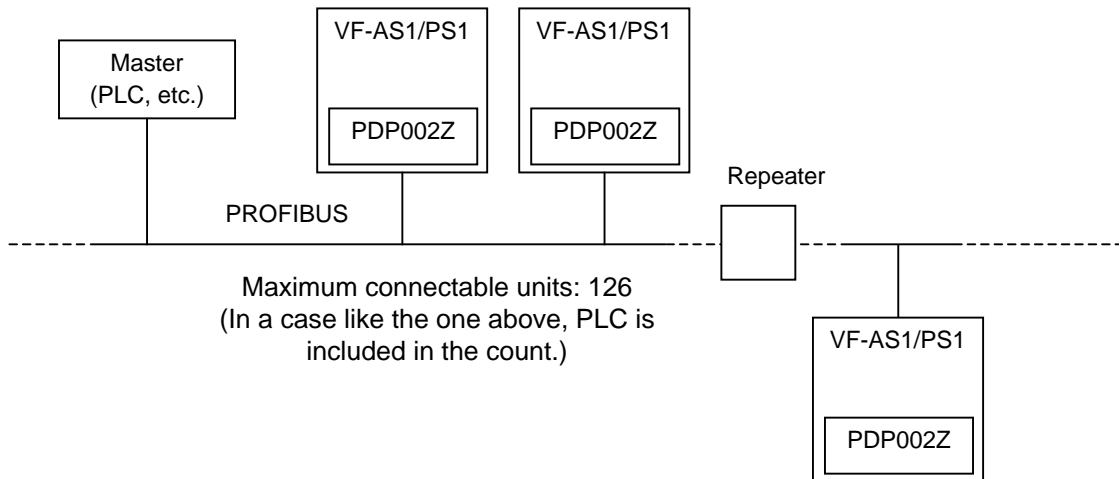 VF-AS1/PS1
VF-AS1/PS1
Master
(PLC, etc.)
PDP002Z
PDP002Z
Repeater
PROFIBUS
Maximum connectable units: 126
(In a case like the one above, PLC is
included in the count.)
VF-AS1/PS1
PDP002Z